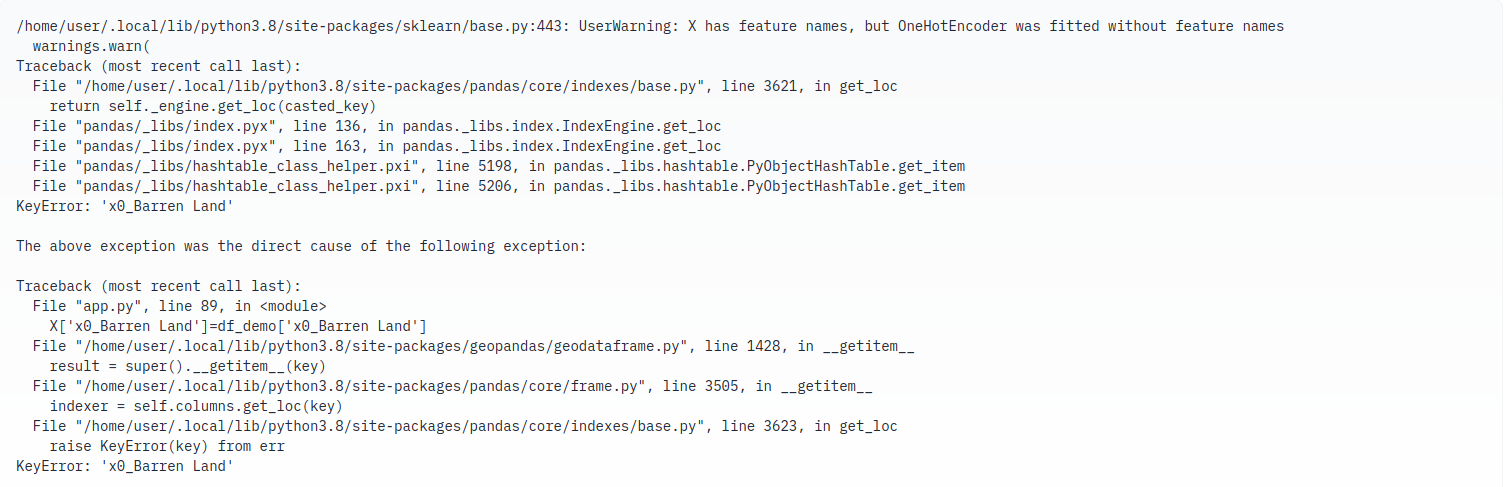 /home/user/.local/lib/python3.8/site-packages/sklearn/base.py:443: UserWarning: X has feature names, but OneHotEncoder was fitted without feature names
  warnings.warn(
Traceback (most recent call last):
  File "/home/user/.local/lib/python3.8/site-packages/pandas/core/indexes/base.py", line 3621, in get_loc
    return self._engine.get_loc(casted_key)
  File "pandas/_libs/index.pyx", line 136, in pandas._libs.index.IndexEngine.get_loc
  File "pandas/_libs/index.pyx", line 163, in pandas._libs.index.IndexEngine.get_loc
  File "pandas/_libs/hashtable_class_helper.pxi", line 5198, in pandas._libs.hashtable.PyObjectHashTable.get_item
  File "pandas/_libs/hashtable_class_helper.pxi", line 5206, in pandas._libs.hashtable.PyObjectHashTable.get_item
KeyError: 'x0_Barren Land'

The above exception was the direct cause of the following exception:

Traceback (most recent call last):
  File "app.py", line 89, in <module>
    X['x0_Barren Land']=df_demo['x0_Barren Land']
  File "/home/user/.local/lib/python3.8/site-packages/geopandas/geodataframe.py", line 1428, in __getitem__
    result = super().__getitem__(key)
  File "/home/user/.local/lib/python3.8/site-packages/pandas/core/frame.py", line 3505, in __getitem__
    indexer = self.columns.get_loc(key)
  File "/home/user/.local/lib/python3.8/site-packages/pandas/core/indexes/base.py", line 3623, in get_loc
    raise KeyError(key) from err
KeyError: 'x0_Barren Land'